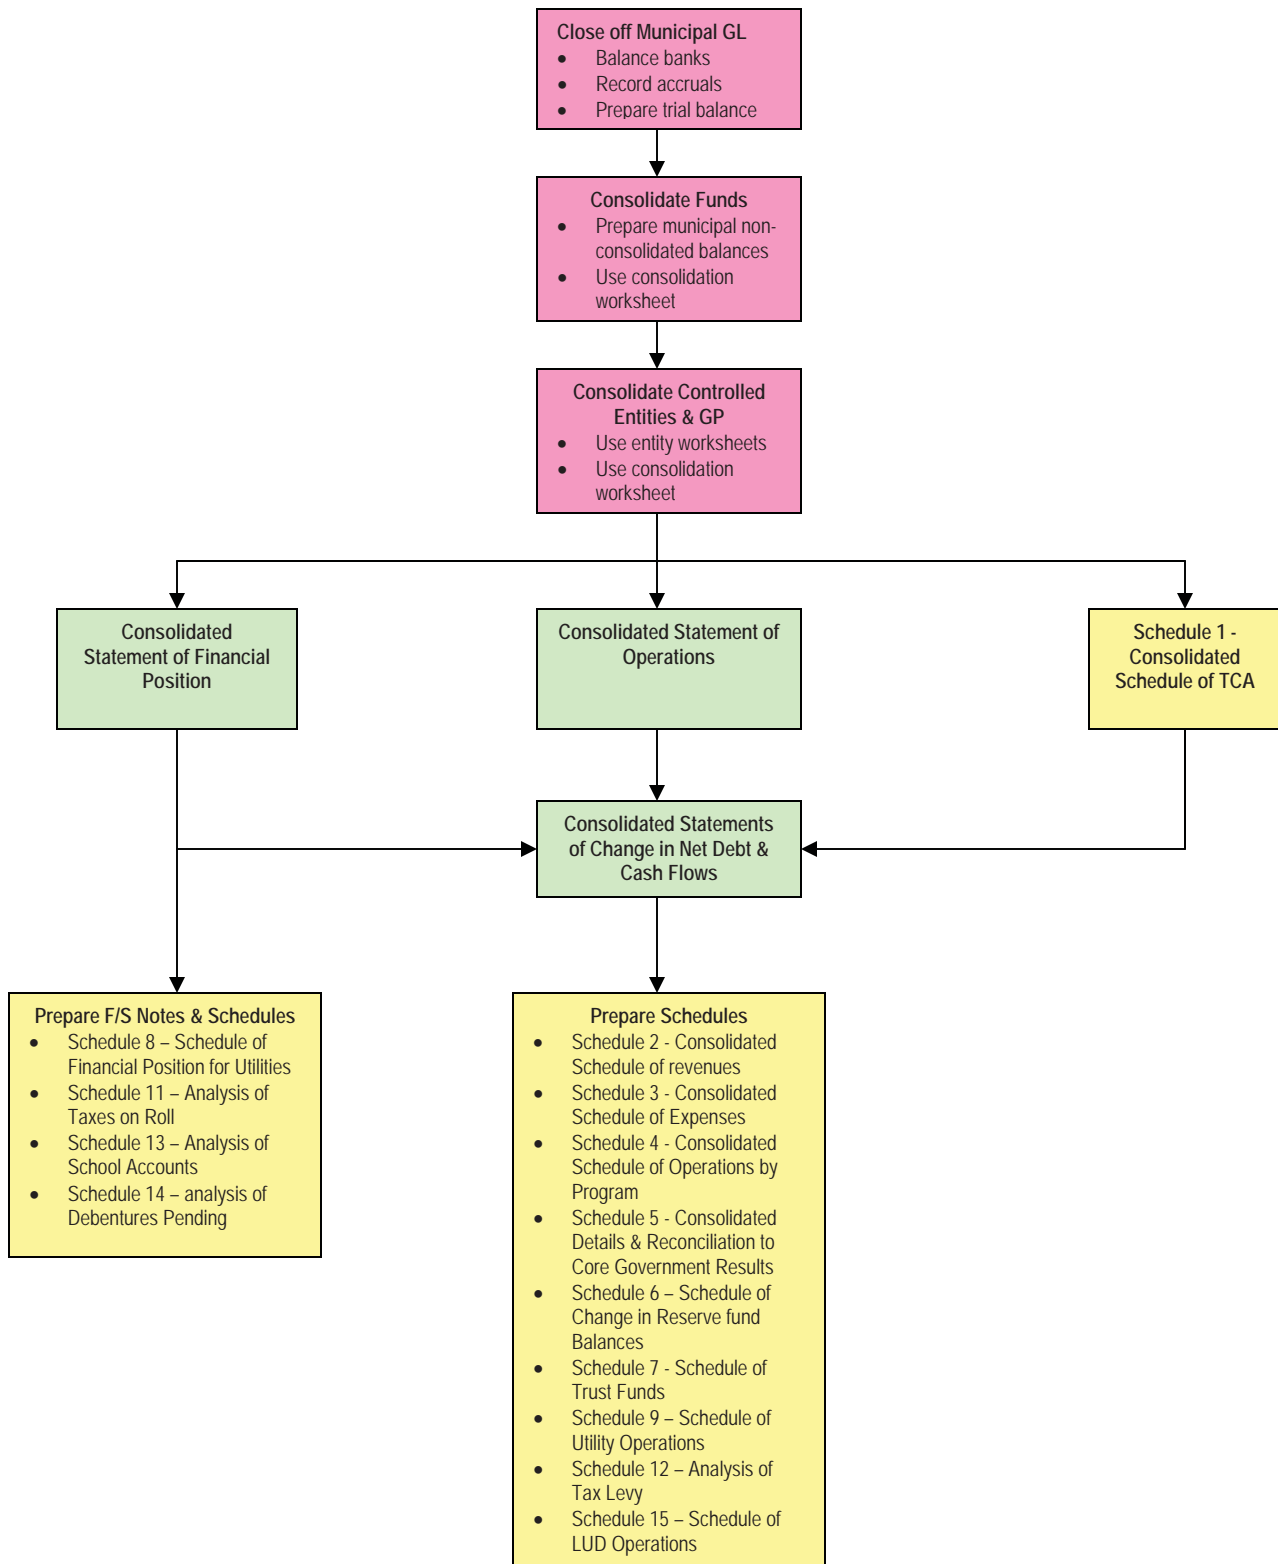 Close off Municipal GL
• Balance banks
• Record accruals
• Prepare trial balance
Consolidate Funds
• Prepare municipal non-
consolidated balances
• Use consolidation
worksheet
Consolidate Controlled
Entities & GP
• Use entity worksheets
• Use consolidation
worksheet
Consolidated
Statement of Financial
Position
Consolidated Statement of
Operations
Schedule 1 -
Consolidated
Schedule of TCA
Consolidated Statements
of Change in Net Debt &
Cash Flows
Prepare F/S Notes & Schedules
• Schedule 8 – Schedule of
Financial Position for Utilities
• Schedule 11 – Analysis of
Taxes on Roll
• Schedule 13 – Analysis of
School Accounts
• Schedule 14 – analysis of
Debentures Pending
Prepare Schedules
• Schedule 2 - Consolidated
Schedule of revenues
• Schedule 3 - Consolidated
Schedule of Expenses
• Schedule 4 - Consolidated
Schedule of Operations by
Program
• Schedule 5 - Consolidated
Details & Reconciliation to
Core Government Results
• Schedule 6 – Schedule of
Change in Reserve fund
Balances
• Schedule 7 - Schedule of
Trust Funds
• Schedule 9 – Schedule of
Utility Operations
• Schedule 12 – Analysis of
Tax Levy
• Schedule 15 – Schedule of
LUD Operations